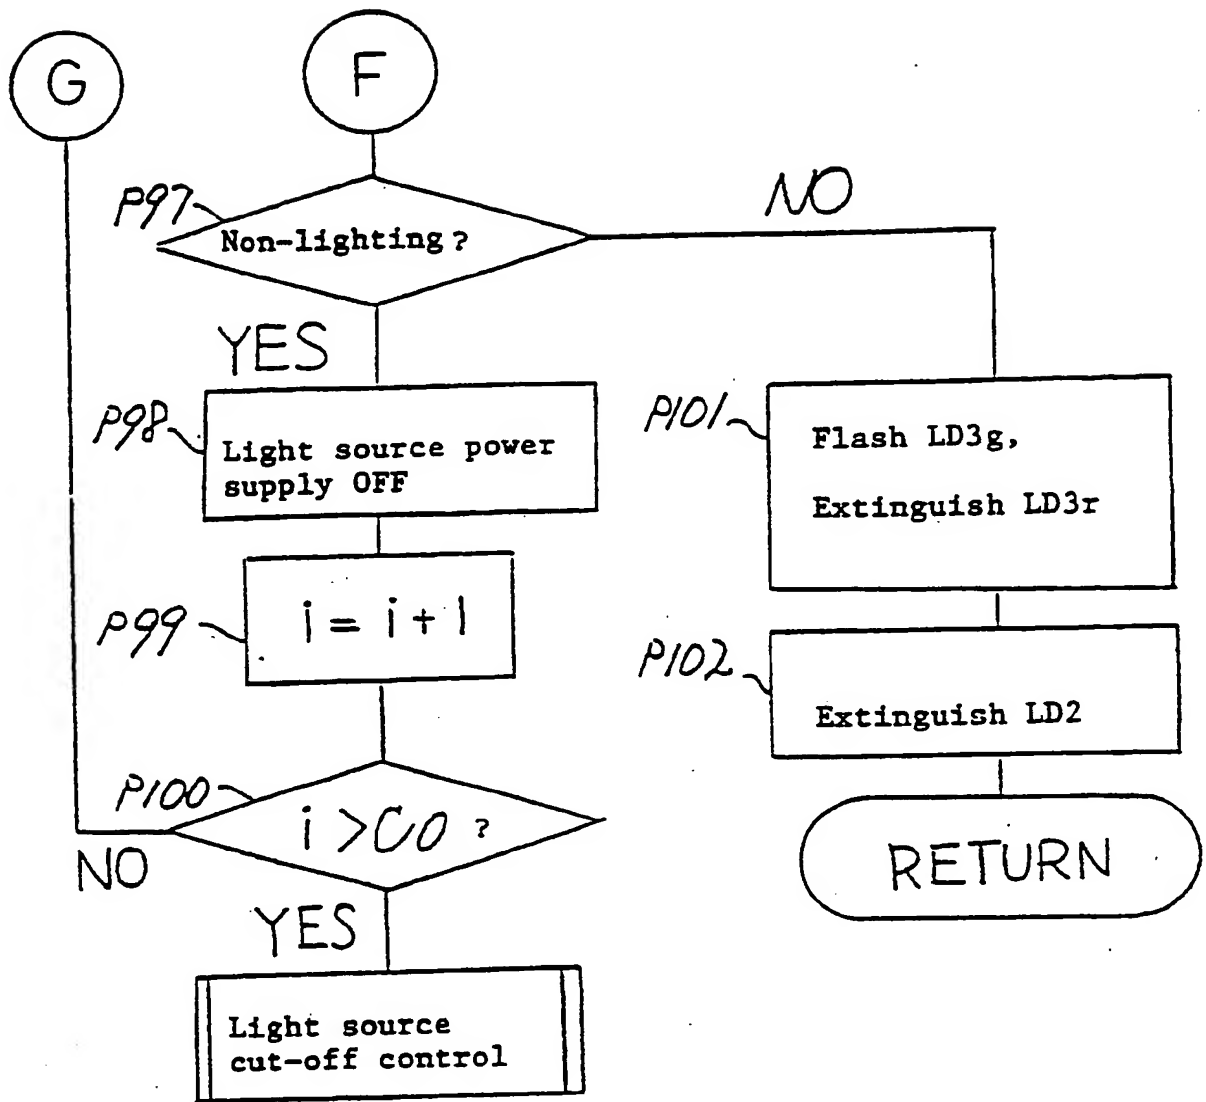 G
F
P97
Non-lighting?
NO
YES
P98
Light source power
supply OFF
P101
Flash LD3g,
Extinguish LD3r
P99
i = i + 1
P102
Extinguish LD2
P100
i > C0 ?
NO
RETURN
YES
Light source
cut-off control